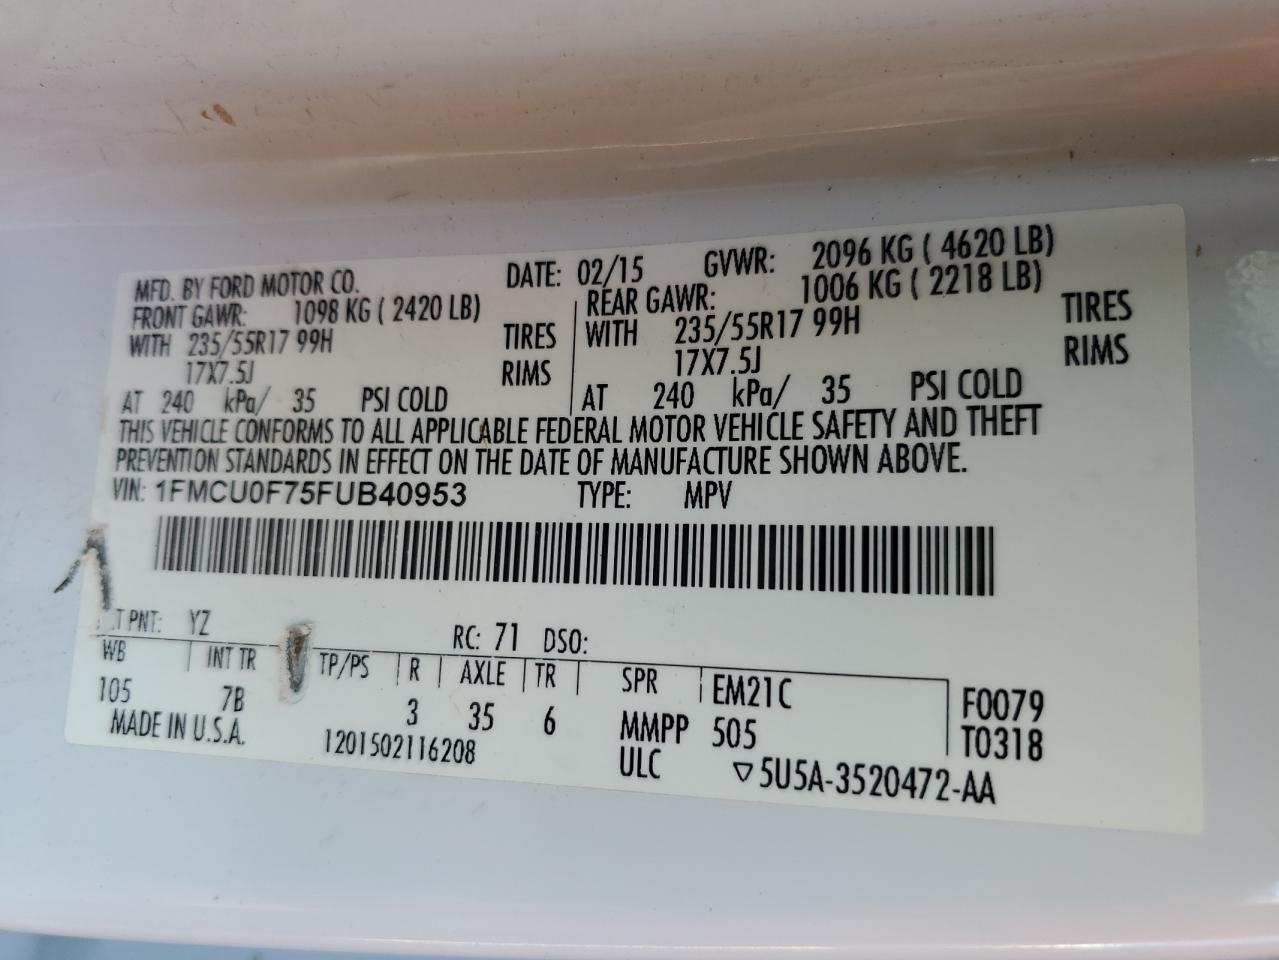 MFD. BY FORD MOTOR CO. DATE: 02/15 GVWR: 2096 KG ( 4620 LB)
FRONT GAWR: 1098 KG ( 2420 LB) REAR GAWR: 1006 KG ( 2218 LB)
WITH 235/55R17 99H TIRES WITH 235/55R17 99H TIRES
17X7.5J RIMS 17X7.5J RIMS
AT 240 kPa/ 35 PSI COLD AT 240 kPa/ 35 PSI COLD
THIS VEHICLE CONFORMS TO ALL APPLICABLE FEDERAL MOTOR VEHICLE SAFETY AND THEFT
PREVENTION STANDARDS IN EFFECT ON THE DATE OF MANUFACTURE SHOWN ABOVE.
VIN: 1FMCU0F75FUB40953 TYPE: MPV
PNT: YZ RC: 71 DSO:
WB INT TR TP/PS R AXLE TR SPR EM21C F0079
105 7B 3 35 6 MMPP 505 T0318
MADE IN U.S.A. 1201502116208 ULC ▽5U5A-3520472-AA